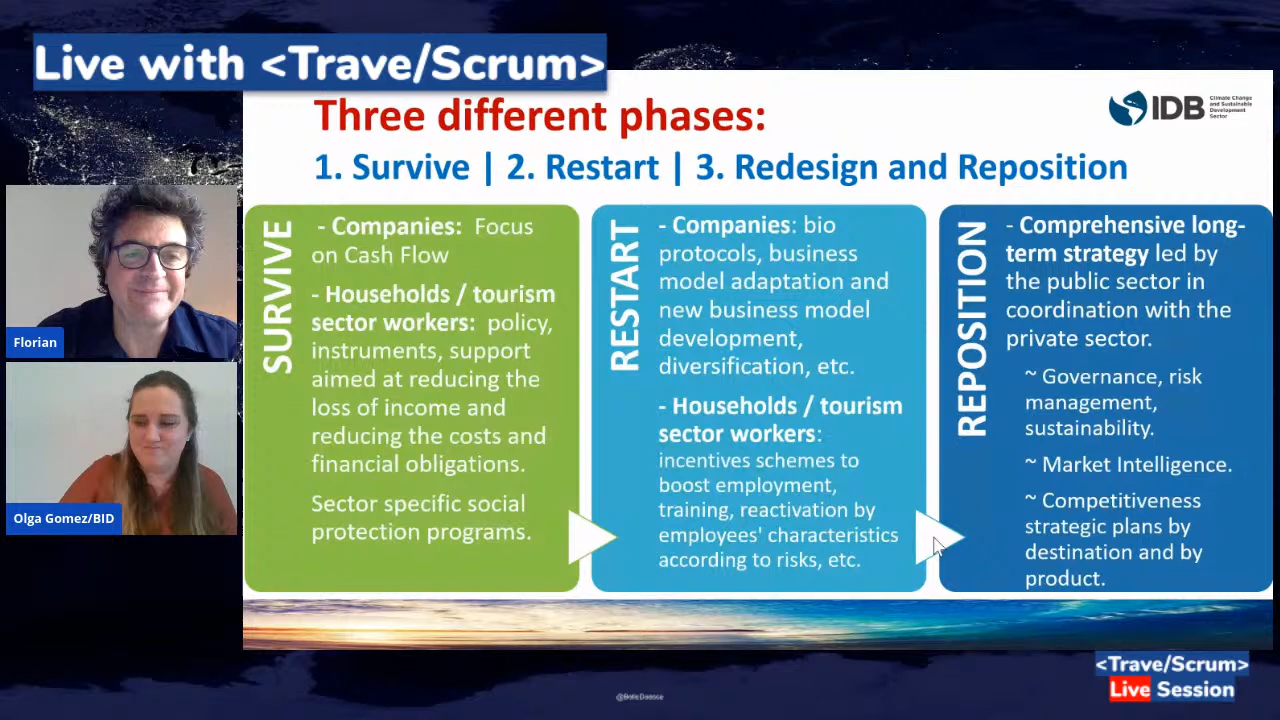 Live with <Trave/Scrum>
Three different phases:
1. Survive | 2. Restart | 3. Redesign and Reposition
IDB
Climate Change
and Sustainable
Development
Sector
SURVIVE
- Companies: Focus
on Cash Flow
- Households / tourism
sector workers: policy,
instruments, support
aimed at reducing the
loss of income and
reducing the costs and
financial obligations.
Sector specific social
protection programs.
RESTART
- Companies: bio
protocols, business
model adaptation and
new business model
development,
diversification, etc.
- Households / tourism
sector workers:
incentives schemes to
boost employment,
training, reactivation by
employees' characteristics
according to risks, etc.
REPOSITION
- Comprehensive long-
term strategy led by
the public sector in
coordination with the
private sector.
~ Governance, risk
management,
sustainability.
~ Market Intelligence.
~ Competitiveness
strategic plans by
destination and by
product.
Florian
Olga Gomez/BID
<Trave/Scrum>
Live Session